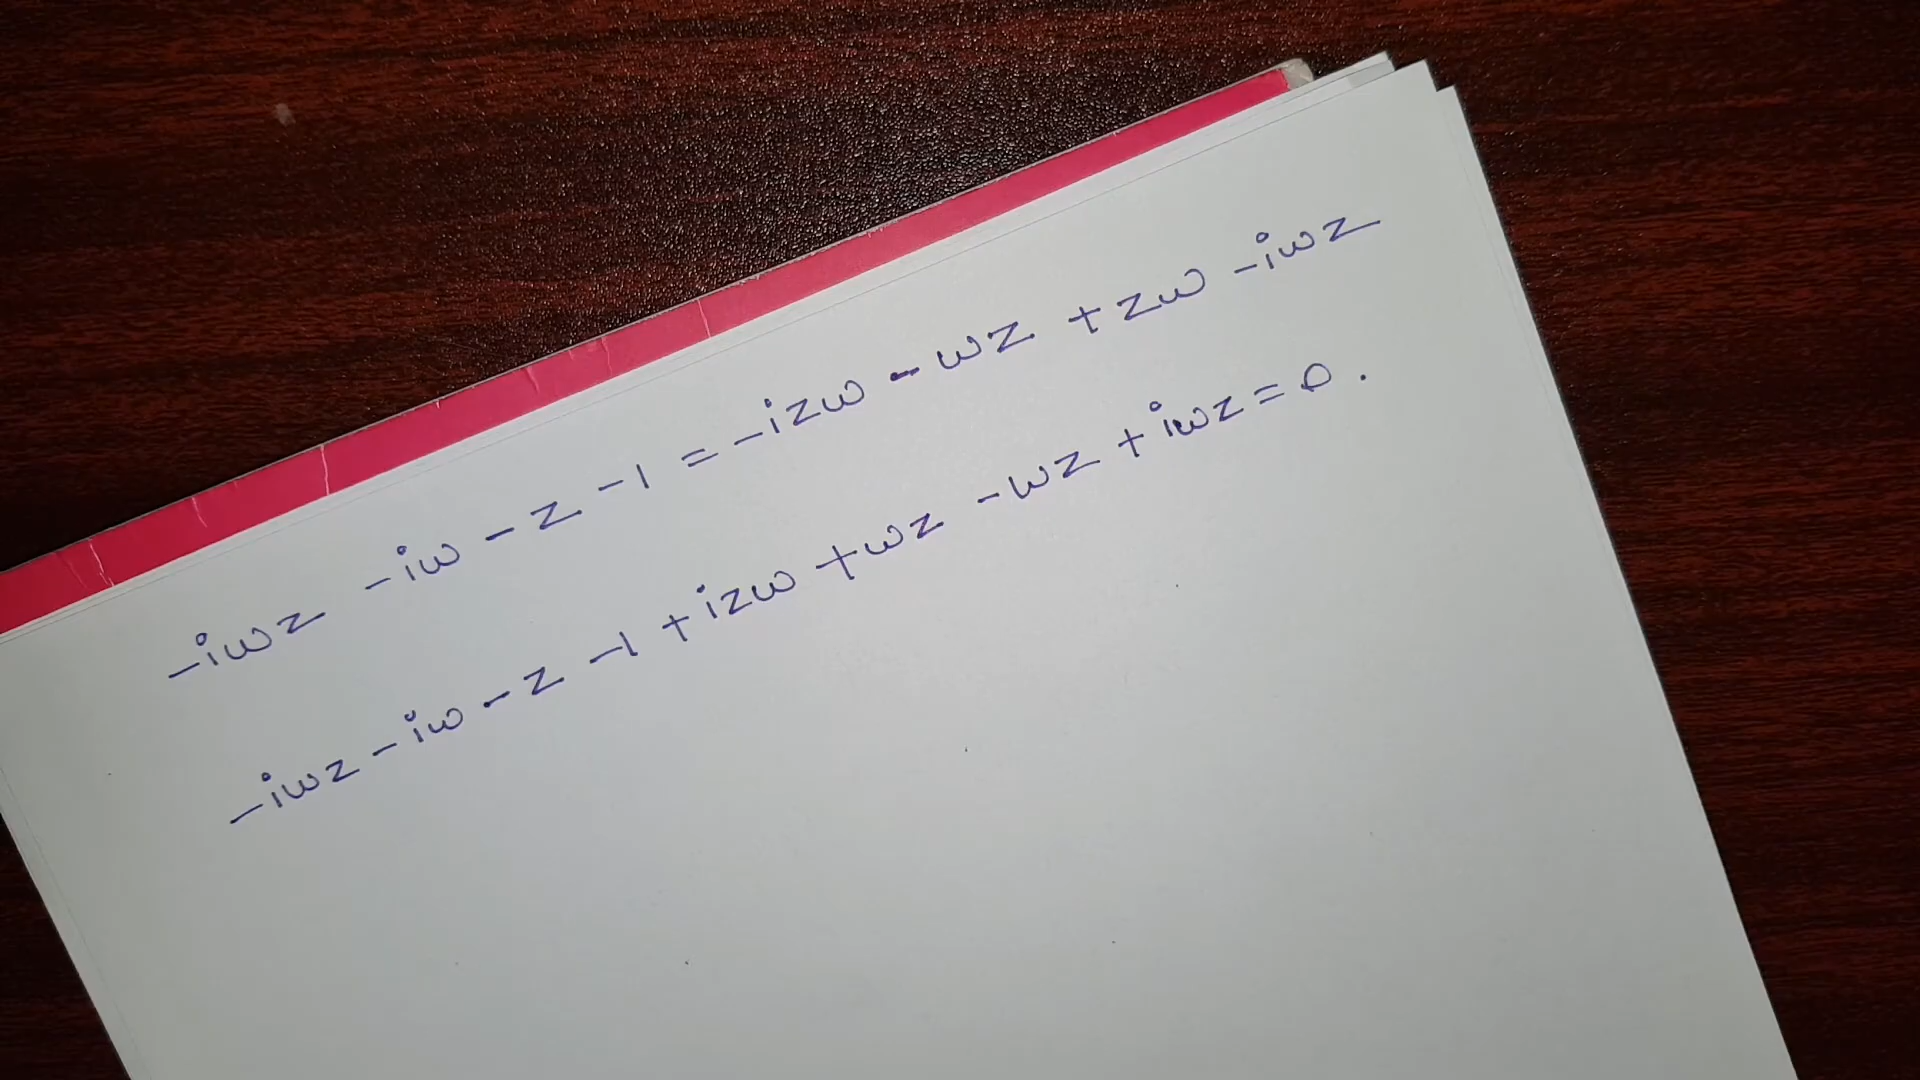 -iwz -iw - z -1 = -izw - wz + zw -iwz
-iwz - iw - z -1 + izw + wz - wz + iwz = 0.